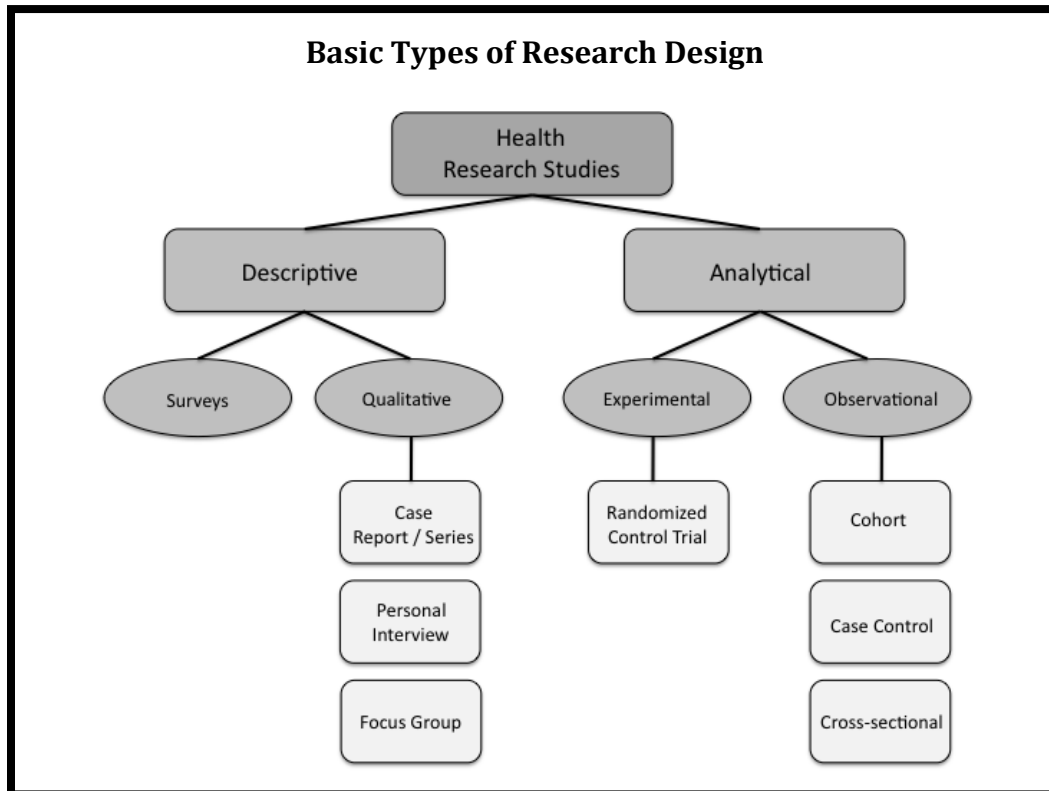 Basic Types of Research Design
Health
Research Studies
Descriptive
Analytical
Surveys
Qualitative
Experimental
Observational
Case
Report / Series
Randomized
Control Trial
Cohort
Personal
Interview
Case Control
Focus Group
Cross-sectional